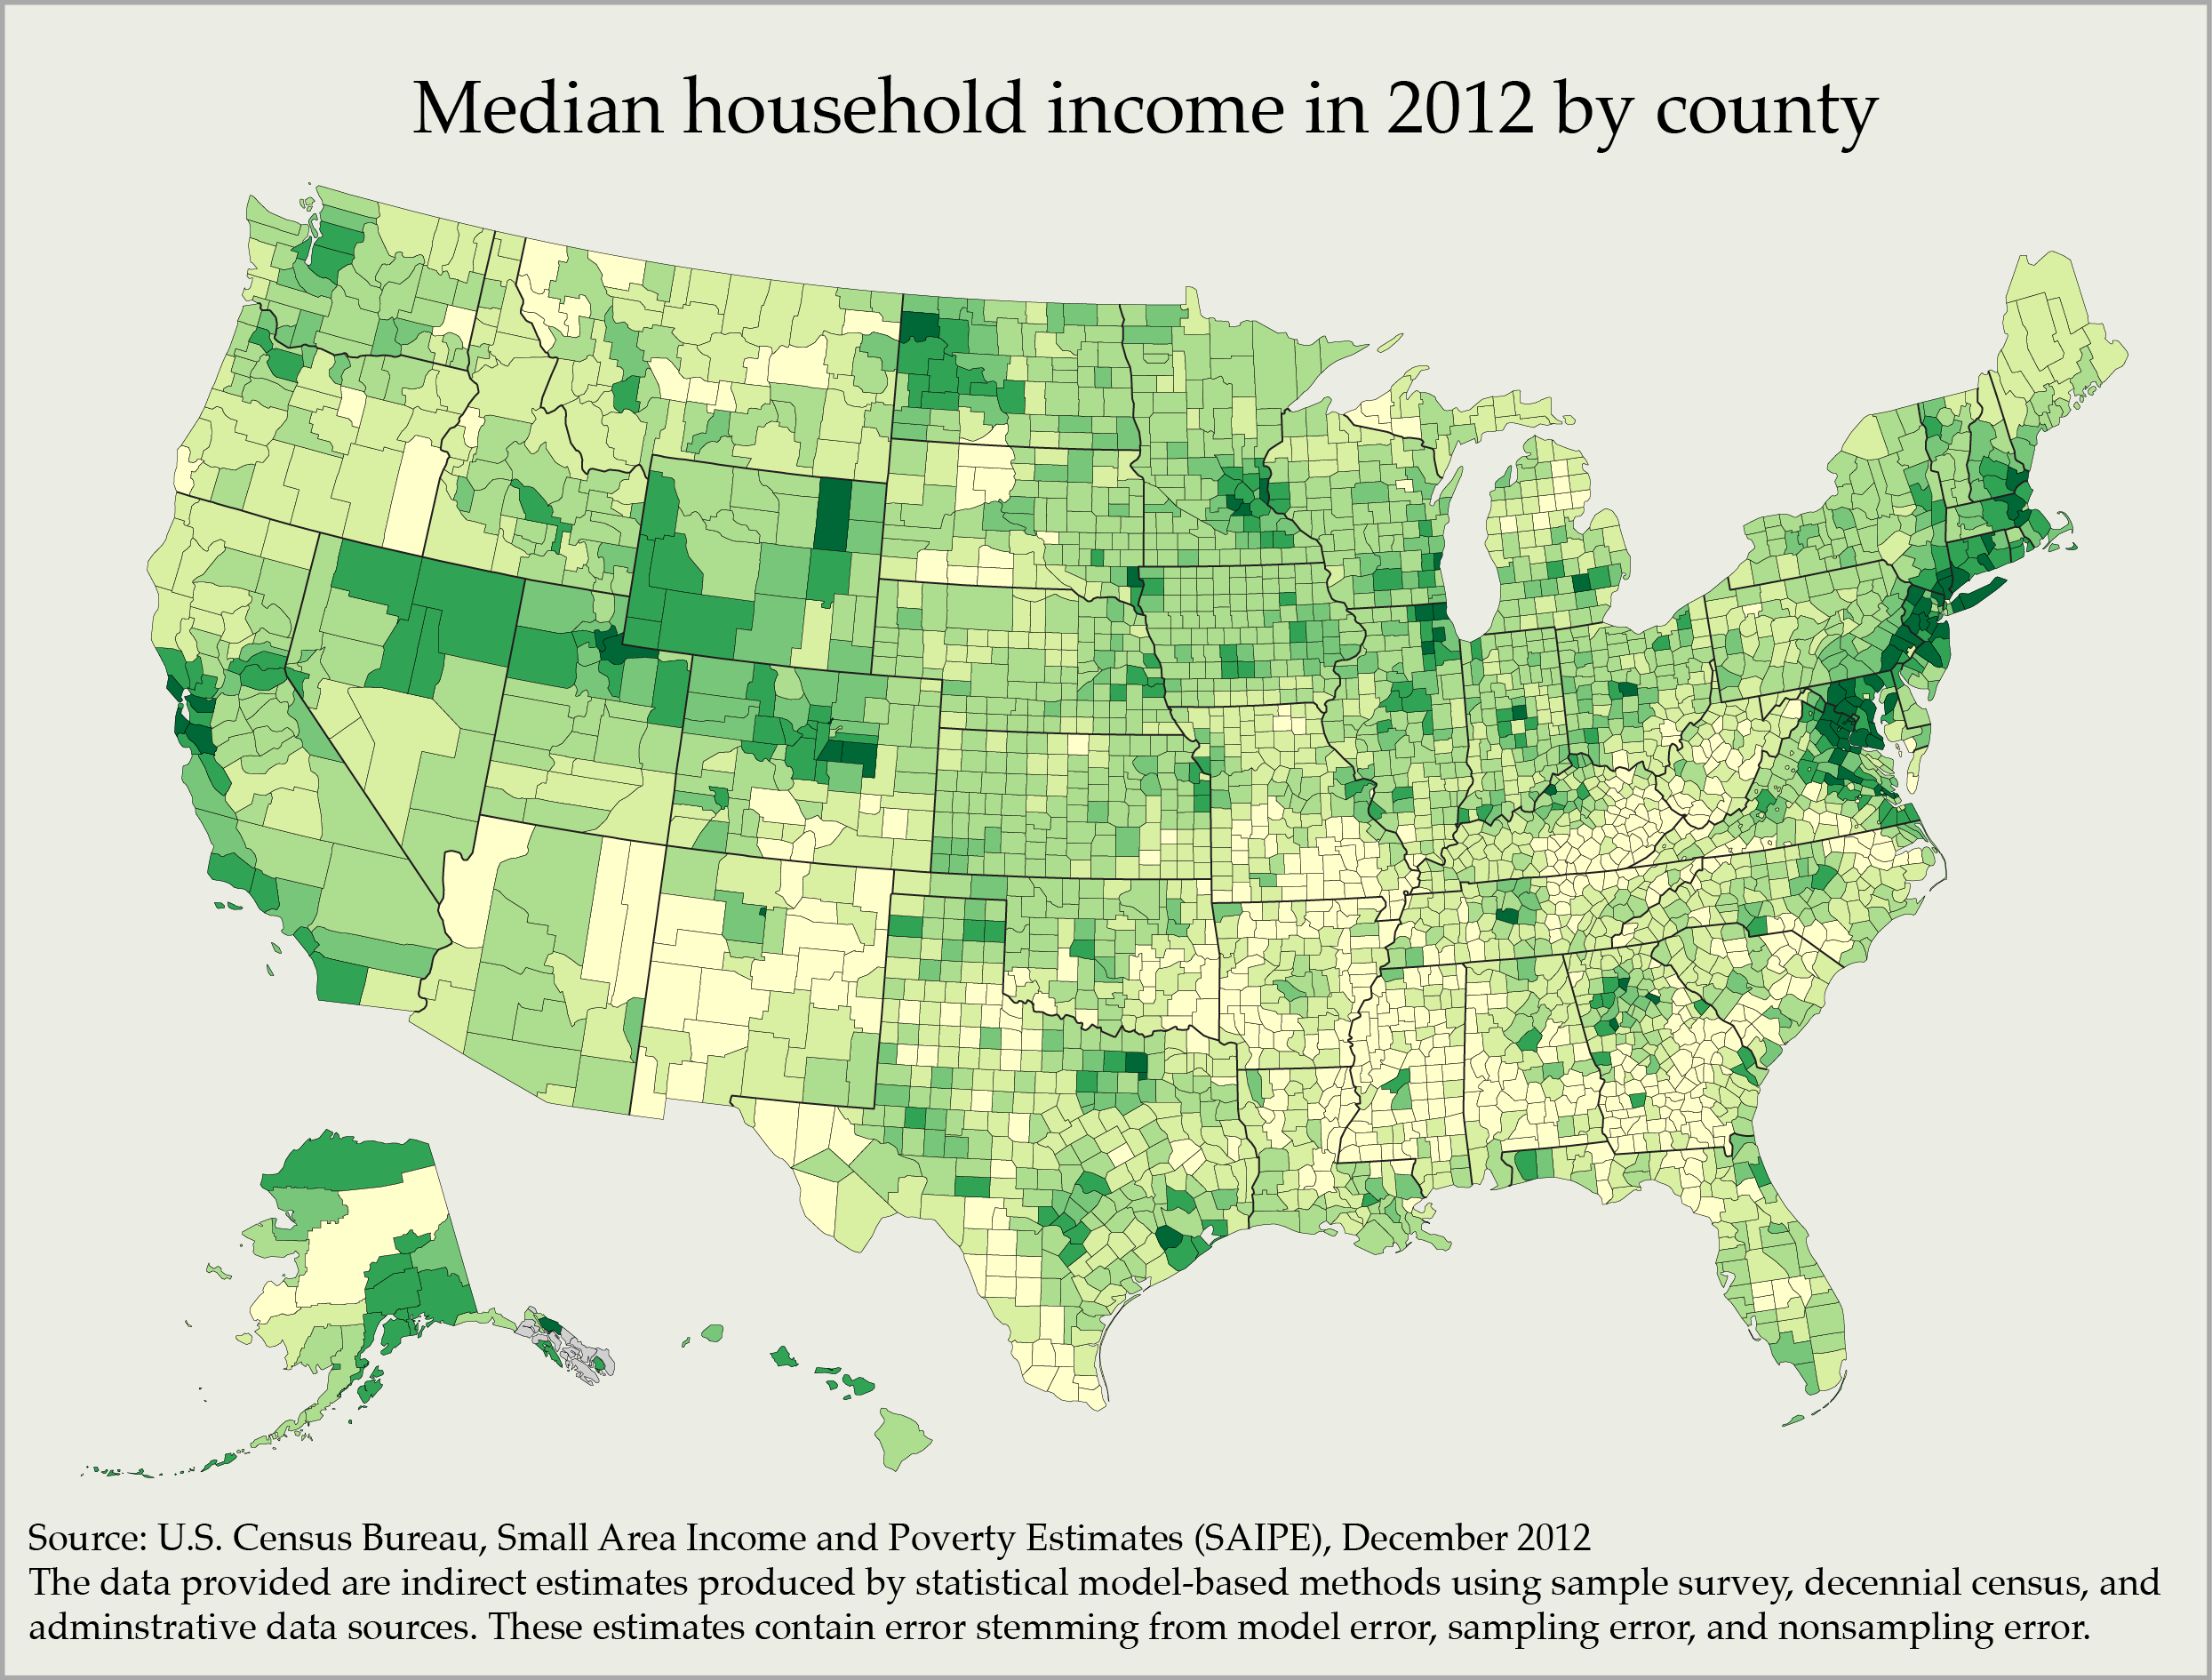 Median household income in 2012 by county
Source: U.S. Census Bureau, Small Area Income and Poverty Estimates (SAIPE), December 2012
The data provided are indirect estimates produced by statistical model-based methods using sample survey, decennial census, and
adminstrative data sources. These estimates contain error stemming from model error, sampling error, and nonsampling error.